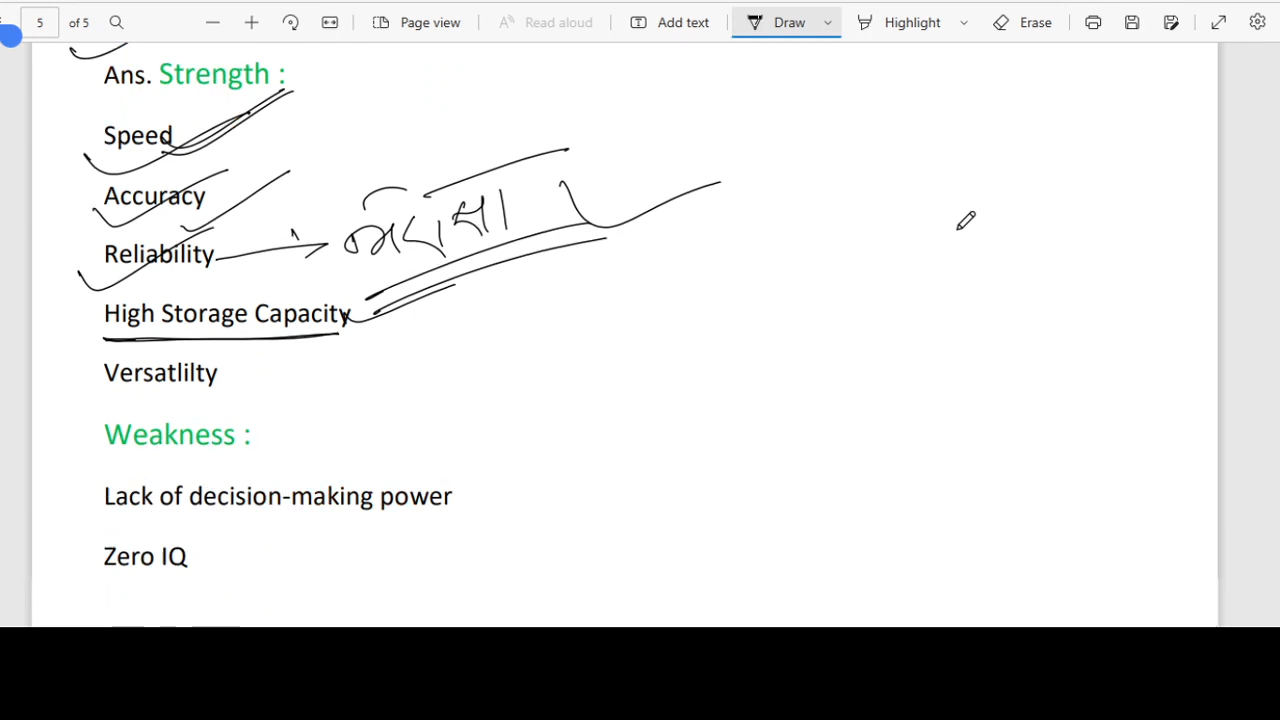 5 of 5 Page view Read aloud Add text Draw Highlight Erase
Ans. Strength :
Speed
Accuracy
Reliability
High Storage Capacity
Versatlilty
Weakness :
Lack of decision-making power
Zero IQ